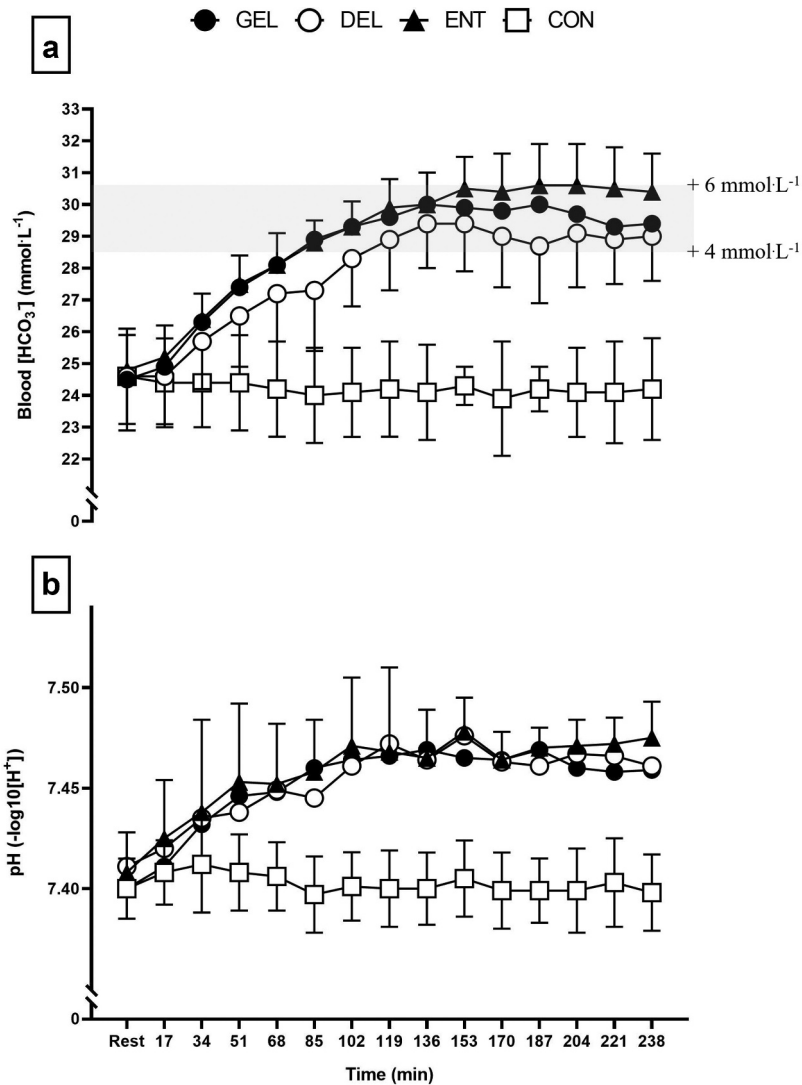 GEL DEL ENT CON
a
33
32
31
+ 6 mmol·L⁻¹
30
29
+ 4 mmol·L⁻¹
28
27
26
25
24
23
22
0
Blood [HCO₃⁻] (mmol·L⁻¹)
b
7.50
7.45
7.40
0
pH (-log10[H⁺])
Rest 17 34 51 68 85 102 119 136 153 170 187 204 221 238
Time (min)